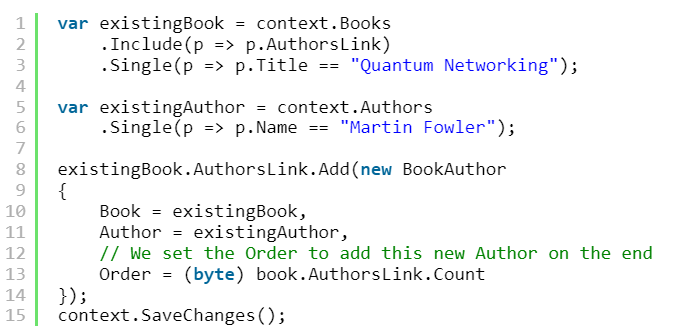 1 var existingBook = context.Books
2     .Include(p => p.AuthorsLink)
3     .Single(p => p.Title == "Quantum Networking");
4
5 var existingAuthor = context.Authors
6     .Single(p => p.Name == "Martin Fowler");
7
8 existingBook.AuthorsLink.Add(new BookAuthor
9 {
10     Book = existingBook,
11     Author = existingAuthor,
12     // We set the Order to add this new Author on the end
13     Order = (byte) book.AuthorsLink.Count
14 });
15 context.SaveChanges();